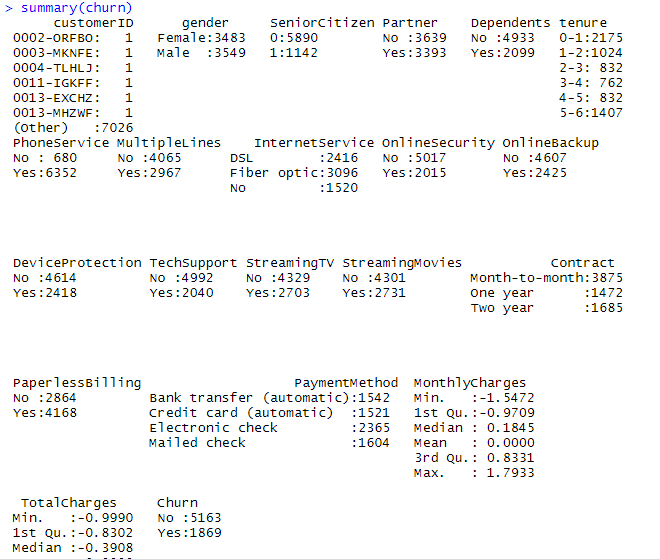 > summary(churn)
customerID gender SeniorCitizen Partner Dependents tenure
0002-ORFBO: 1 Female:3483 0:5890 No :3639 No :4933 0-1:2175
0003-MKNFE: 1 Male :3549 1:1142 Yes:3393 Yes:2099 1-2:1024
0004-TLHLJ: 1 2-3: 832
0011-IGKFF: 1 3-4: 762
0013-EXCHZ: 1 4-5: 832
0013-MHZWF: 1 5-6:1407
(Other) :7026
PhoneService MultipleLines InternetService OnlineSecurity OnlineBackup
No : 680 No :4065 DSL :2416 No :5017 No :4607
Yes:6352 Yes:2967 Fiber optic:3096 Yes:2015 Yes:2425
No :1520
DeviceProtection TechSupport StreamingTV StreamingMovies Contract
No :4614 No :4992 No :4329 No :4301 Month-to-month:3875
Yes:2418 Yes:2040 Yes:2703 Yes:2731 One year :1472
Two year :1685
PaperlessBilling PaymentMethod MonthlyCharges
No :2864 Bank transfer (automatic):1542 Min. :-1.5472
Yes:4168 Credit card (automatic) :1521 1st Qu.:-0.9709
Electronic check :2365 Median : 0.1845
Mailed check :1604 Mean : 0.0000
3rd Qu.: 0.8331
Max. : 1.7933
TotalCharges Churn
Min. :-0.9990 No :5163
1st Qu.:-0.8302 Yes:1869
Median :-0.3908